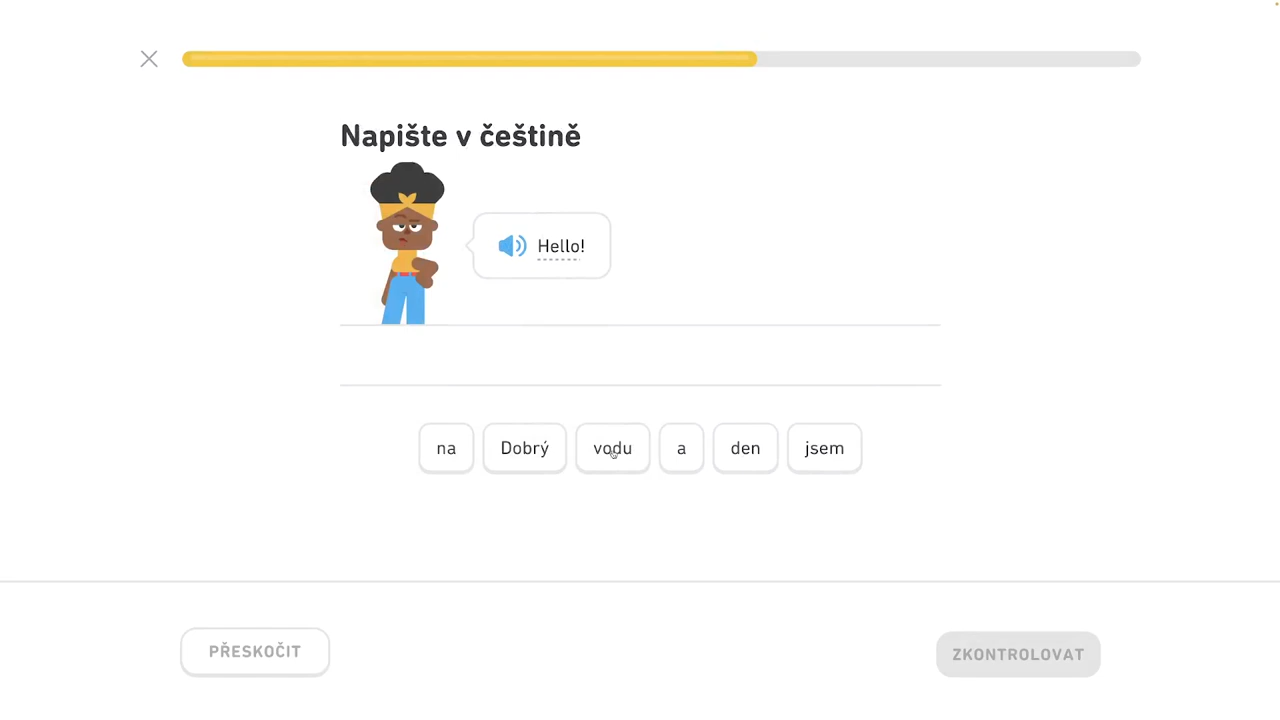 Napište v češtině
Hello!
na Dobrý vodu a den jsem
PŘESKOČIT ZKONTROLOVAT